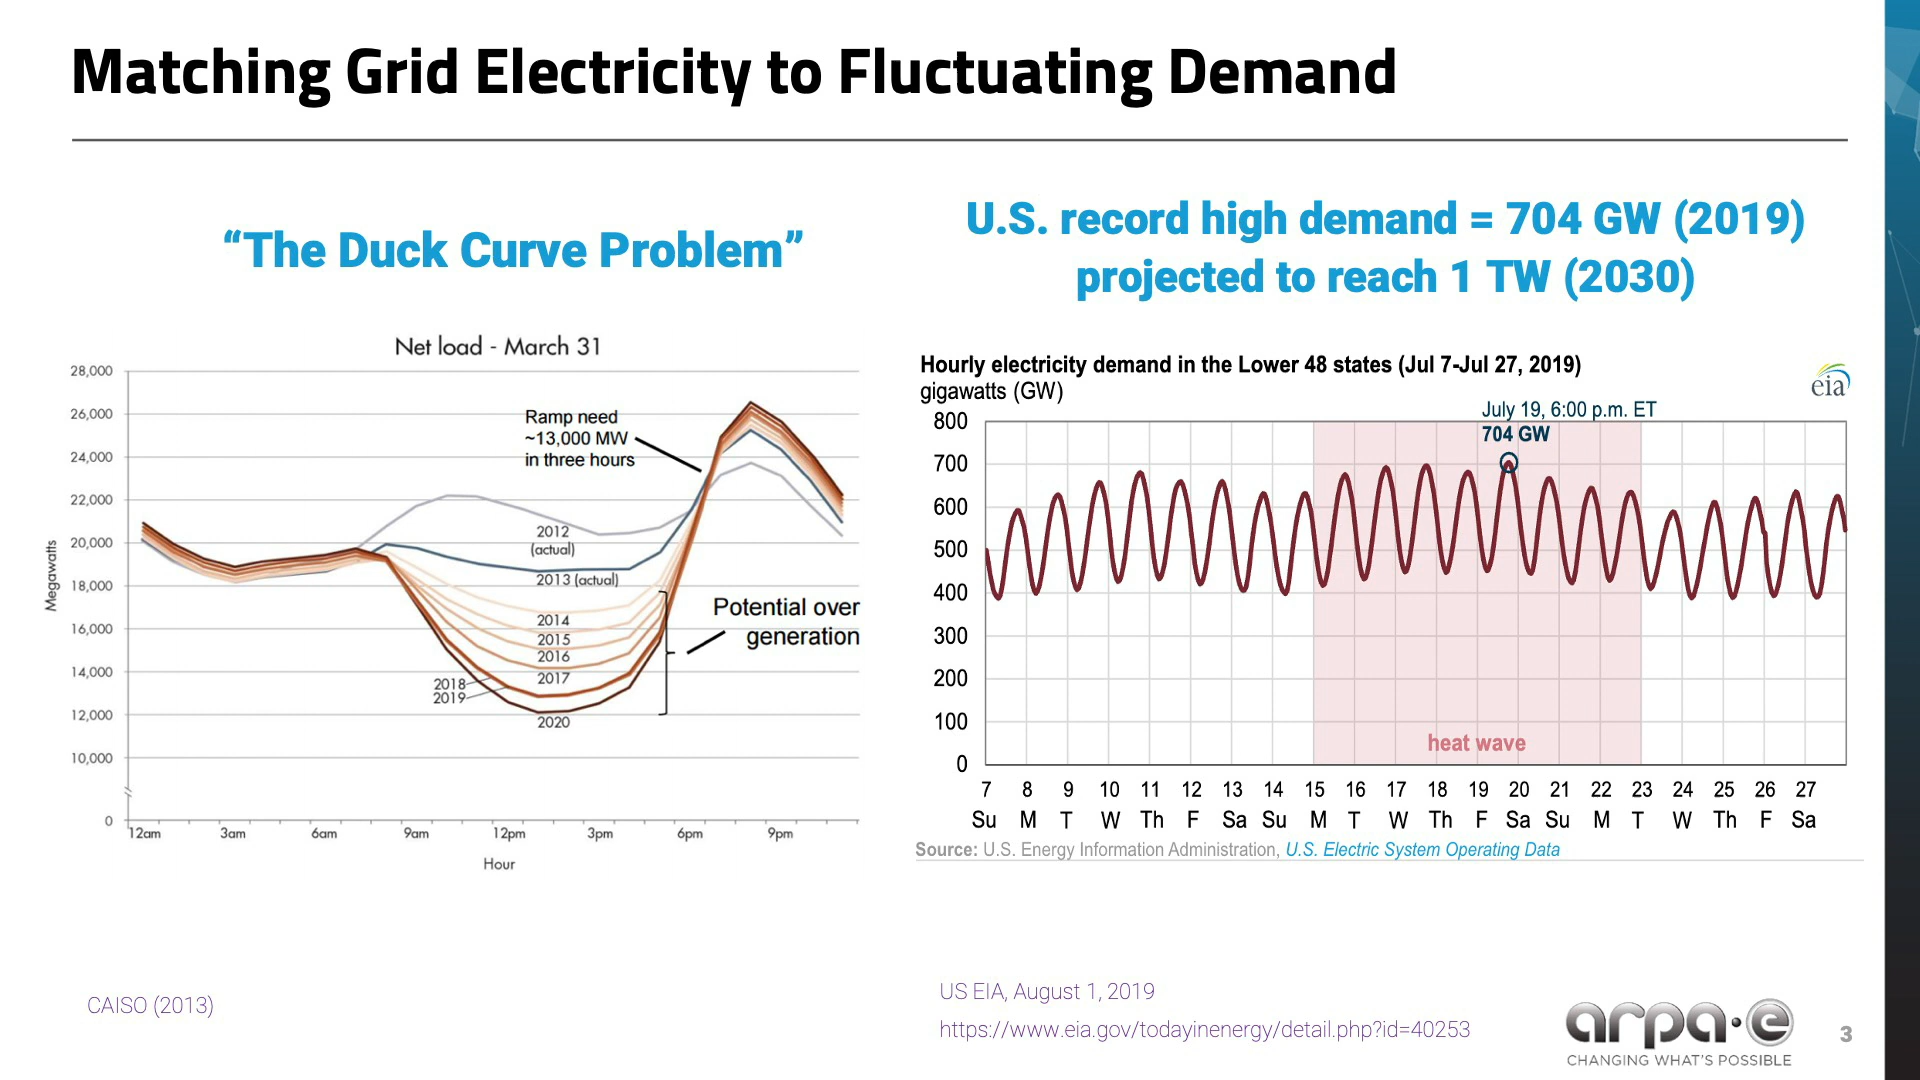 Matching Grid Electricity to Fluctuating Demand
“The Duck Curve Problem”
Net load - March 31
28,000
26,000
24,000
22,000
20,000
18,000
16,000
14,000
12,000
10,000
0
Megawatts
Ramp need
~13,000 MW
in three hours
2012
(actual)
2013 (actual)
2014
2015
2016
2017
2018
2019
2020
Potential over
generation
12am 3am 6am 9am 12pm 3pm 6pm 9pm
Hour
CAISO (2013)
U.S. record high demand = 704 GW (2019)
projected to reach 1 TW (2030)
Hourly electricity demand in the Lower 48 states (Jul 7-Jul 27, 2019)
gigawatts (GW)
eia
July 19, 6:00 p.m. ET
704 GW
800
700
600
500
400
300
200
100
0
heat wave
7 8 9 10 11 12 13 14 15 16 17 18 19 20 21 22 23 24 25 26 27
Su M T W Th F Sa Su M T W Th F Sa Su M T W Th F Sa
Source: U.S. Energy Information Administration, U.S. Electric System Operating Data
US EIA, August 1, 2019
https://www.eia.gov/todayinenergy/detail.php?id=40253
arpa·e
CHANGING WHAT'S POSSIBLE
3